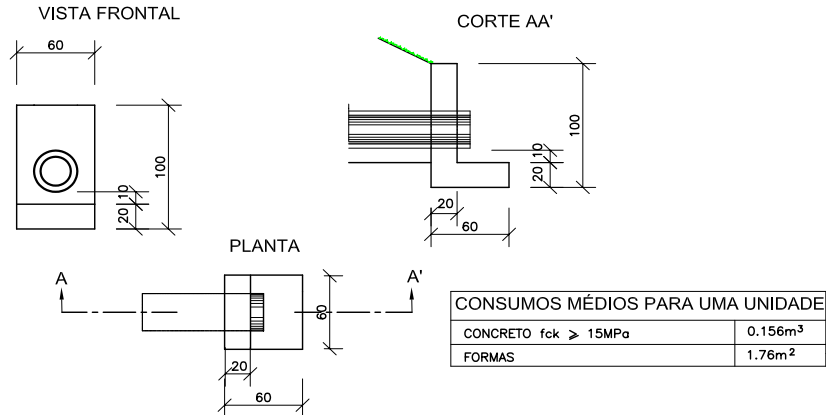 VISTA FRONTAL
60
100
10
20
CORTE AA'
100
10
20
20
60
PLANTA
A
A'
60
20
60
CONSUMOS MÉDIOS PARA UMA UNIDADE
CONCRETO fck ⩾ 15MPa 0.156m³
FORMAS 1.76m²